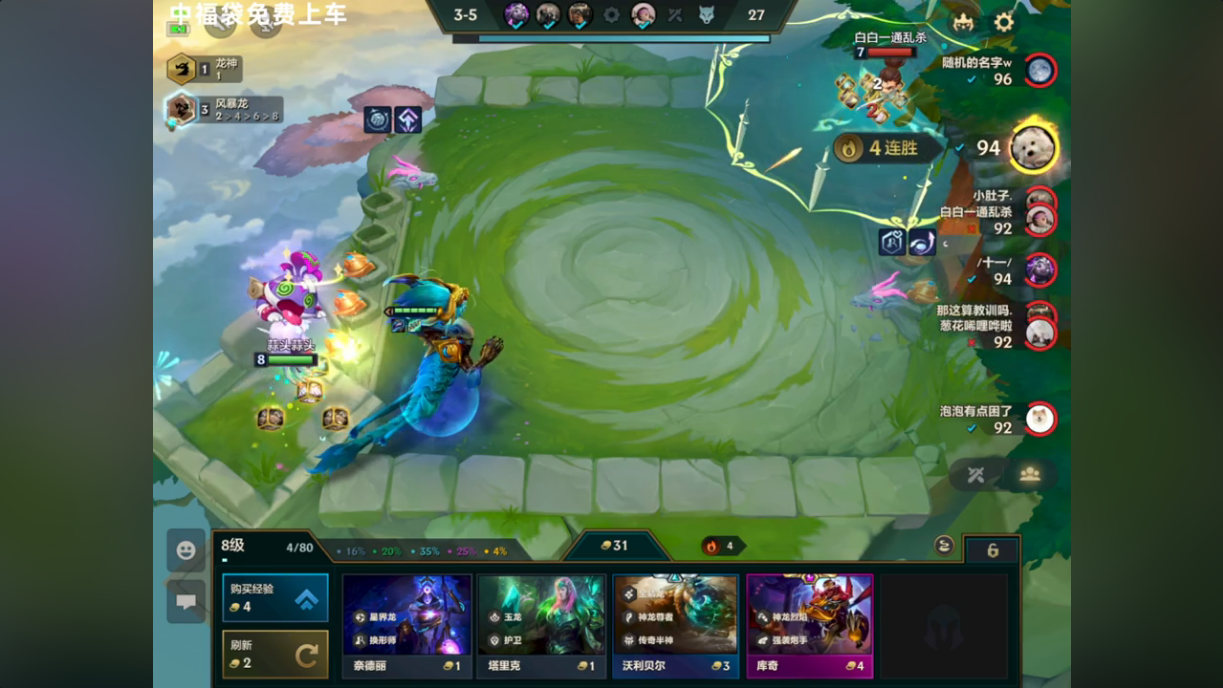 中福袋免费上车
3-5
27
1 龙神
1
3 风暴龙
2 > 4 > 6 > 8
白白一通乱杀
7
2
2
随机的名字w
96
4 连胜
94
小肚子.
白白一通乱杀
92
/十一/
94
那这算教训吗.
葱花唏哩哗啦
92
泡泡有点困了
92
蒜头蒜头
8
8级
4/80
16% 20% 35% 25% 4%
31
4
6
购买经验
4
刷新
2
星界龙
换形师
奈德丽
1
玉龙
护卫
塔里克
1
神龙尊者
传奇半神
沃利贝尔
3
神龙烈焰
强袭炮手
库奇
4